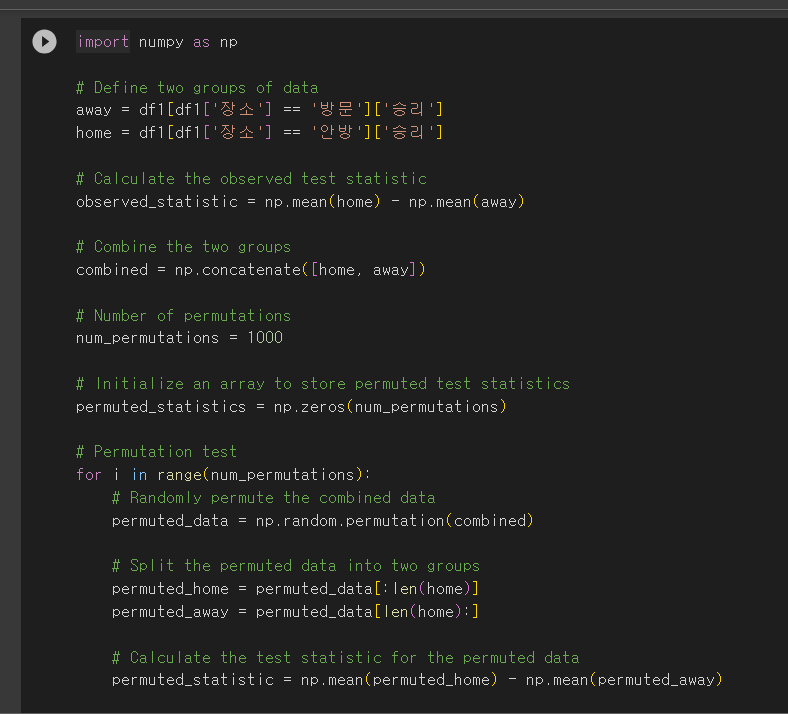 import numpy as np
# Define two groups of data
away = df1[df1['장소'] == '방문']['승리']
home = df1[df1['장소'] == '안방']['승리']
# Calculate the observed test statistic
observed_statistic = np.mean(home) - np.mean(away)
# Combine the two groups
combined = np.concatenate([home, away])
# Number of permutations
num_permutations = 1000
# Initialize an array to store permuted test statistics
permuted_statistics = np.zeros(num_permutations)
# Permutation test
for i in range(num_permutations):
    # Randomly permute the combined data
    permuted_data = np.random.permutation(combined)
    # Split the permuted data into two groups
    permuted_home = permuted_data[:len(home)]
    permuted_away = permuted_data[len(home):]
    # Calculate the test statistic for the permuted data
    permuted_statistic = np.mean(permuted_home) - np.mean(permuted_away)